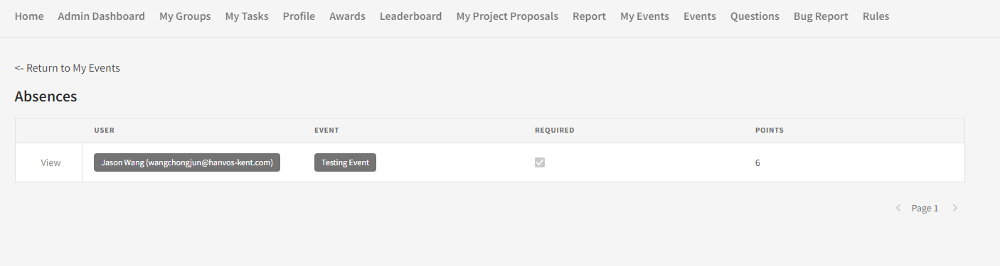 Home Admin Dashboard My Groups My Tasks Profile Awards Leaderboard My Project Proposals Report My Events Events Questions Bug Report Rules
<- Return to My Events
Absences
USER EVENT REQUIRED POINTS
View Jason Wang (wangchongjun@hanvos-kent.com) Testing Event 6
Page 1